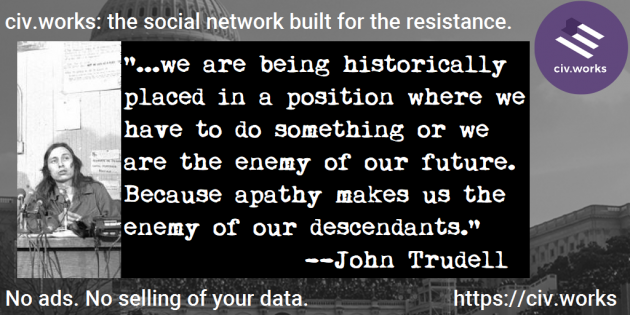 civ.works: the social network built for the resistance.
civ.works
"...we are being historically
placed in a position where we
have to do something or we
are the enemy of our future.
Because apathy makes us the
enemy of our descendants."
--John Trudell
No ads. No selling of your data.
https://civ.works